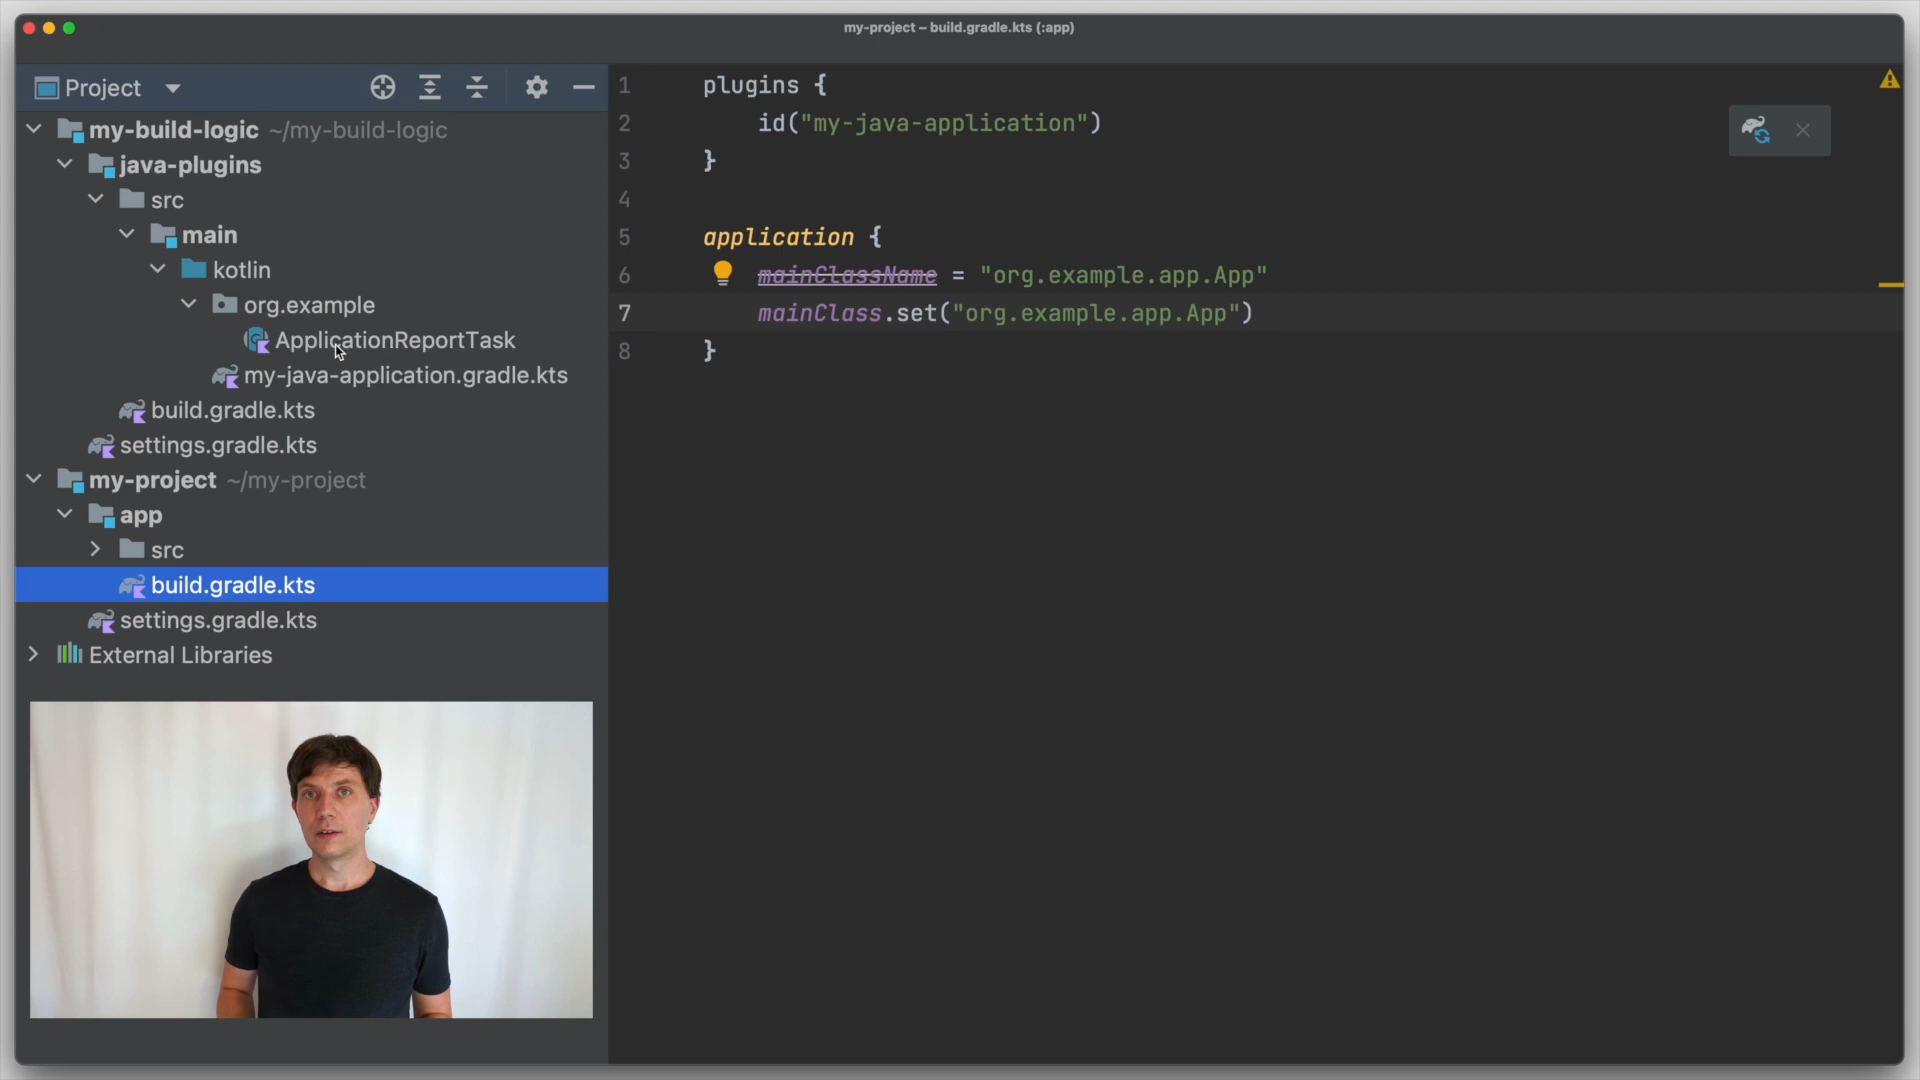 my-project – build.gradle.kts (:app)
Project
my-build-logic ~/my-build-logic
java-plugins
src
main
kotlin
org.example
ApplicationReportTask
my-java-application.gradle.kts
build.gradle.kts
settings.gradle.kts
my-project ~/my-project
app
src
build.gradle.kts
settings.gradle.kts
External Libraries
1 plugins {
2 id("my-java-application")
3 }
4
5 application {
6 mainClassName = "org.example.app.App"
7 mainClass.set("org.example.app.App")
8 }